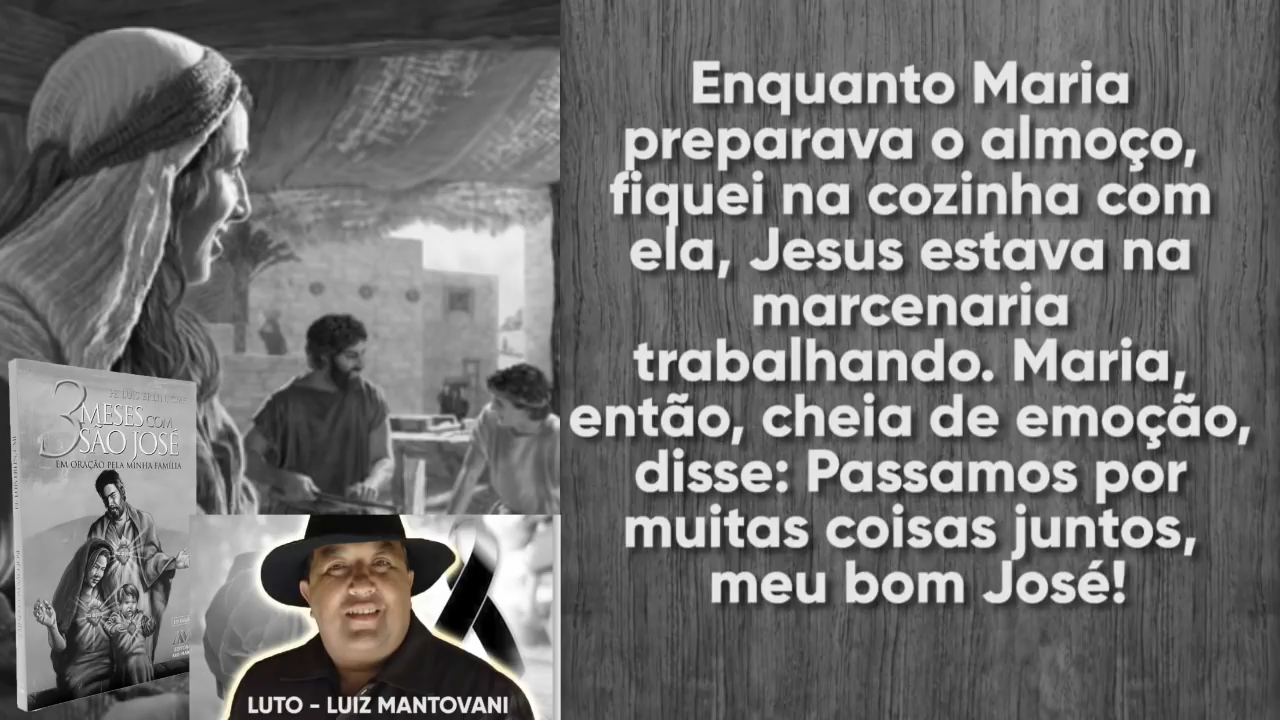 Enquanto Maria
preparava o almoço,
fiquei na cozinha com
ela, Jesus estava na
marcenaria
trabalhando. Maria,
então, cheia de emoção,
disse: Passamos por
muitas coisas juntos,
meu bom José!
3
MESES COM
SÃO JOSÉ
EM ORAÇÃO PELA MINHA FAMÍLIA
LUTO - LUIZ MANTOVANI